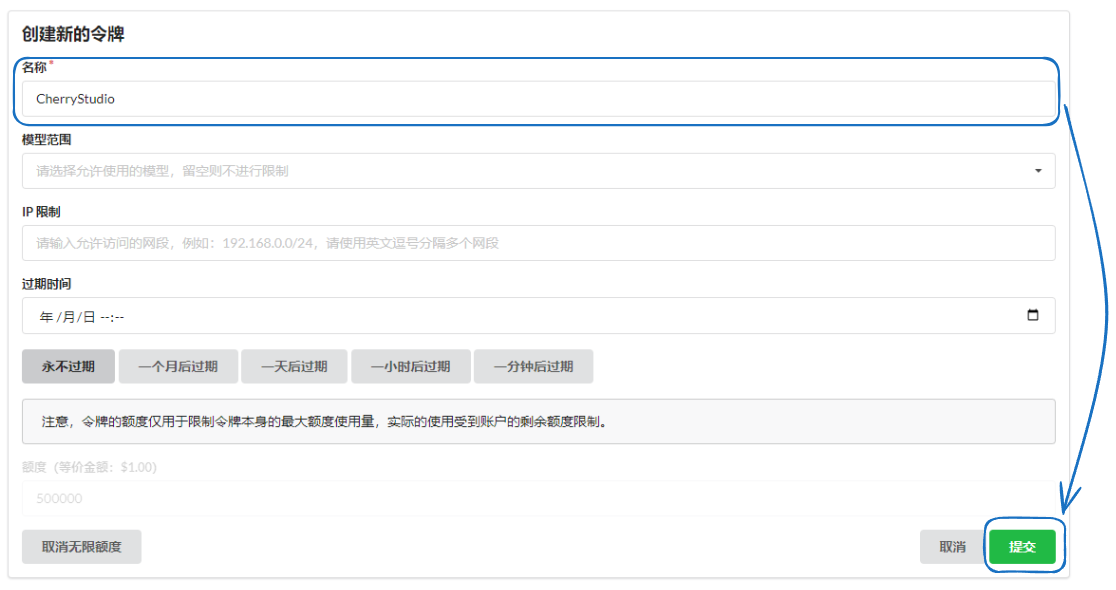 创建新的令牌
名称*
CherryStudio
模型范围
请选择允许使用的模型，留空则不进行限制
IP 限制
请输入允许访问的网段，例如：192.168.0.0/24，请使用英文逗号分隔多个网段
过期时间
年 /月/日 --:--
永不过期 一个月后过期 一天后过期 一小时后过期 一分钟后过期
注意，令牌的额度仅用于限制令牌本身的最大额度使用量，实际的使用受到账户的剩余额度限制。
额度（等价金额：$1.00）
500000
取消无限额度 取消 提交